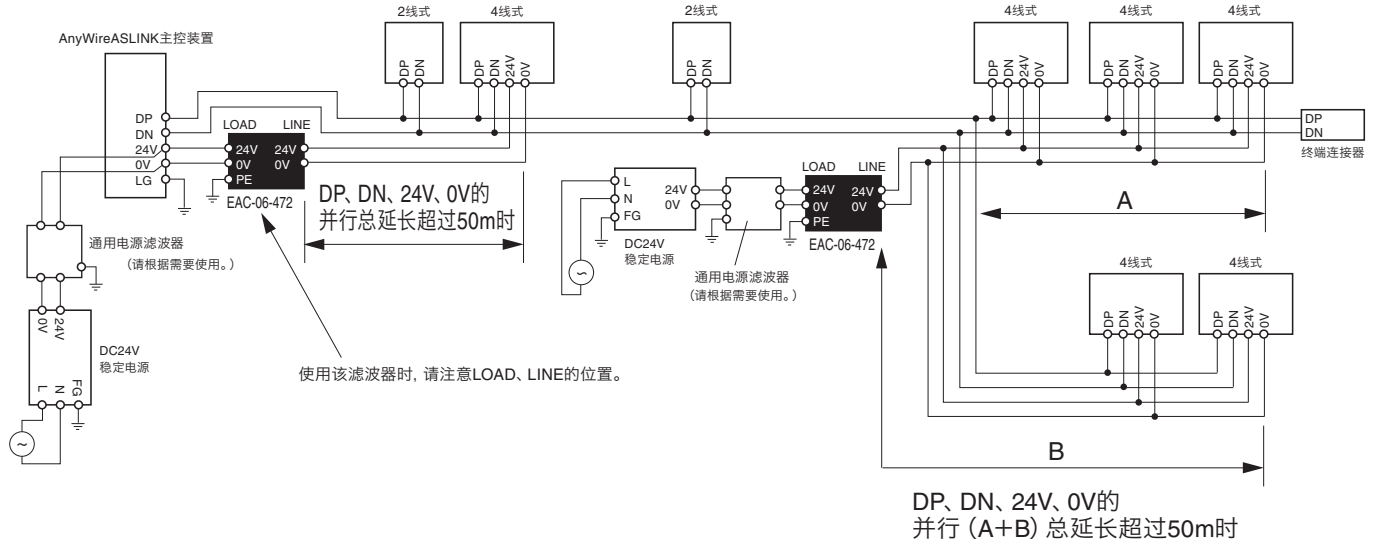 AnyWireASLINK主控装置
DP
DN
24V
0V
LG
通用电源滤波器
（请根据需要使用。）
0V
24V
DC24V
稳定电源
L
N
FG
~
LOAD
LINE
24V
24V
0V
0V
PE
EAC-06-472
DP、DN、24V、0V的
并行总延长超过50m时
使用该滤波器时，请注意LOAD、LINE的位置。
2线式
DP
DN
4线式
DP
DN
24V
0V
2线式
DP
DN
L
N
FG
24V
0V
DC24V
稳定电源
~
通用电源滤波器
（请根据需要使用。）
LOAD
LINE
24V
24V
0V
0V
PE
EAC-06-472
4线式
DP
DN
24V
0V
4线式
DP
DN
24V
0V
4线式
DP
DN
24V
0V
DP
DN
终端连接器
A
4线式
DP
DN
24V
0V
4线式
DP
DN
24V
0V
B
DP、DN、24V、0V的
并行（A+B）总延长超过50m时